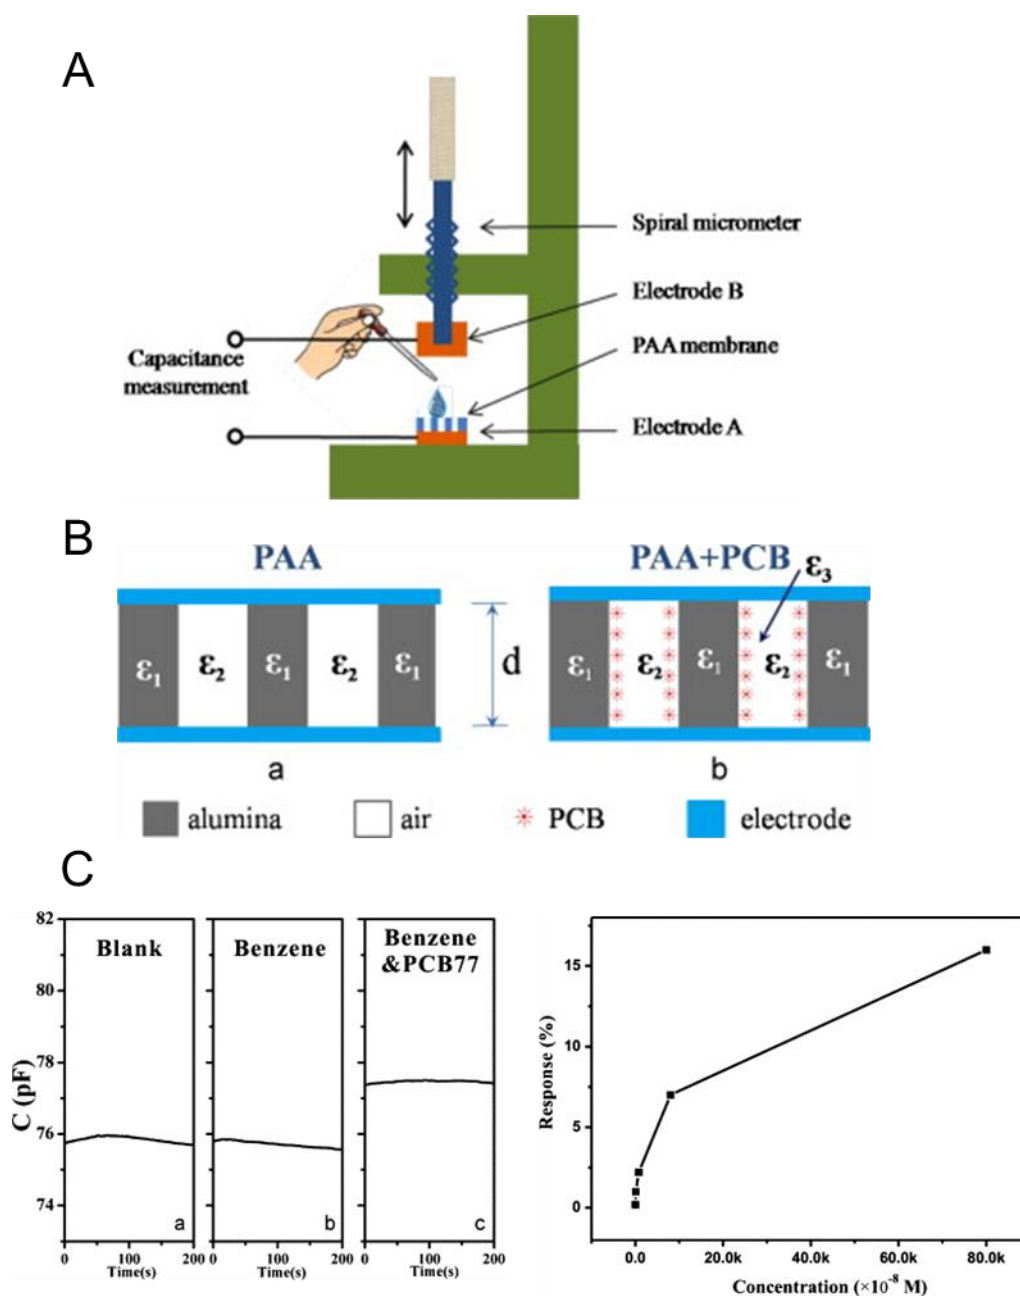 A
Spiral micrometer
Electrode B
PAA membrane
Electrode A
Capacitance
measurement
B
PAA
PAA+PCB
ε3
ε1
ε2
ε1
ε2
ε1
d
ε1
ε2
ε1
ε2
ε1
a
b
alumina
air
PCB
electrode
C
82
80
78
76
74
C (pF)
Blank
a
0
100
200
Time(s)
Benzene
b
0
100
200
Time(s)
Benzene
&PCB77
c
0
100
200
Time(s)
15
10
5
0
Response (%)
0.0
20.0k
40.0k
60.0k
80.0k
Concentration (×10⁻⁸ M)